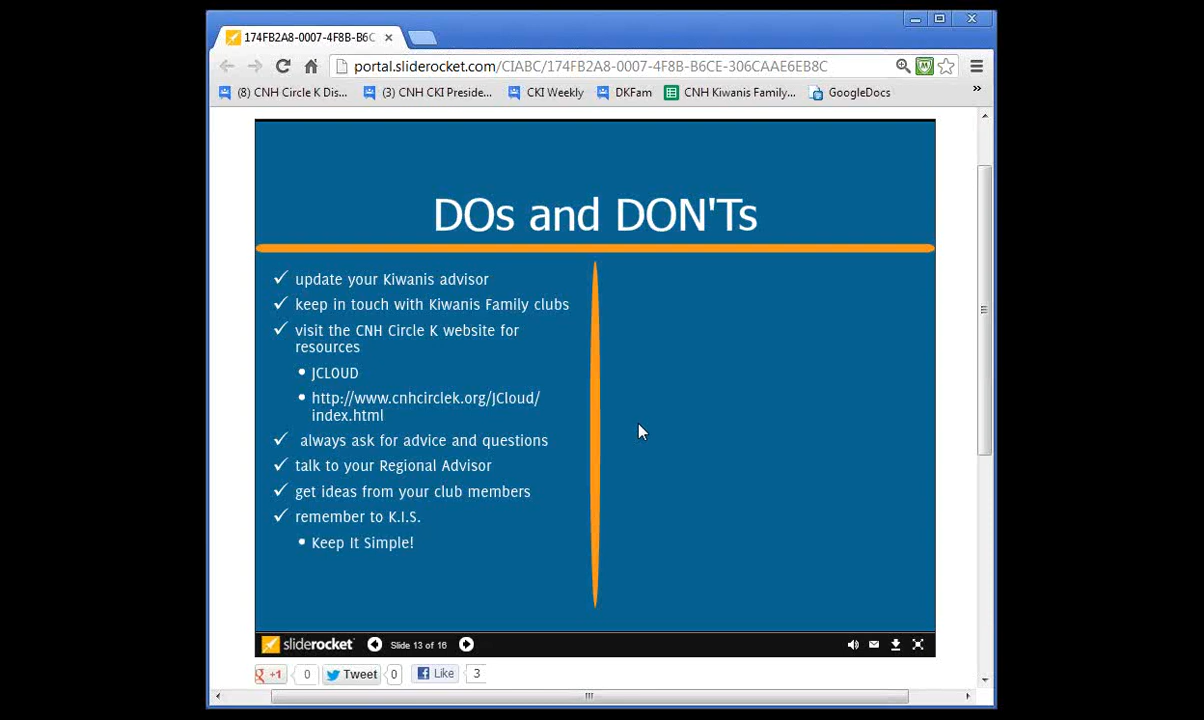 174FB2A8-0007-4F8B-B6C
portal.sliderocket.com/CIABC/174FB2A8-0007-4F8B-B6CE-306CAAE6EB8C
(8) CNH Circle K Dis...
(3) CNH CKI Preside...
CKI Weekly
DKFam
CNH Kiwanis Family...
GoogleDocs
»
DOs and DON'Ts
update your Kiwanis advisor
keep in touch with Kiwanis Family clubs
visit the CNH Circle K website for
resources
JCLOUD
http://www.cnhcirclek.org/JCloud/
index.html
always ask for advice and questions
talk to your Regional Advisor
get ideas from your club members
remember to K.I.S.
Keep It Simple!
sliderocket
Slide 13 of 16
+1
0
Tweet
0
Like
3